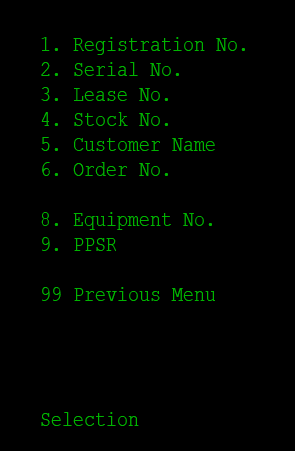 1. Registration No.
2. Serial No.
3. Lease No.
4. Stock No.
5. Customer Name
6. Order No.
8. Equipment No.
9. PPSR
99 Previous Menu
Selection